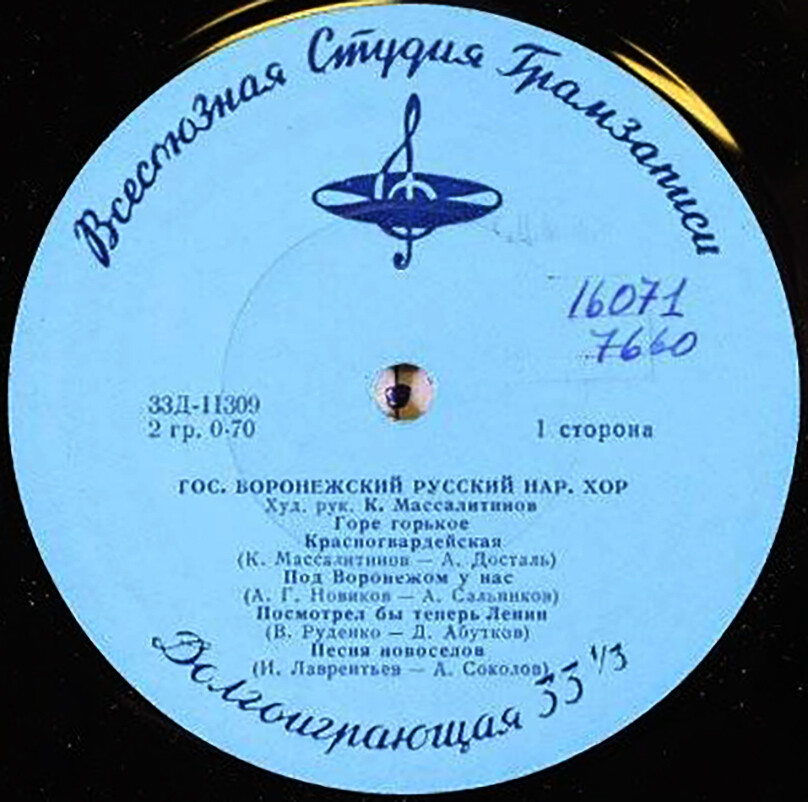 Всесоюзная Студия Грамзаписи
16071
7660
33Д-11309
2 гр. 0-70
1 сторона
ГОС. ВОРОНЕЖСКИЙ РУССКИЙ НАР. ХОР
Худ. рук. К. Массалитинов
Горе горькое
Красногвардейская
(К. Массалитинов — А. Досталь)
Под Воронежом у нас
(А. Г. Новиков — А. Сальников)
Посмотрел бы теперь Ленин
(В. Руденко — Д. Абутков)
Песня новоселов
(И. Лаврентьев — А. Соколов)
Долгоиграющая 33 1/3